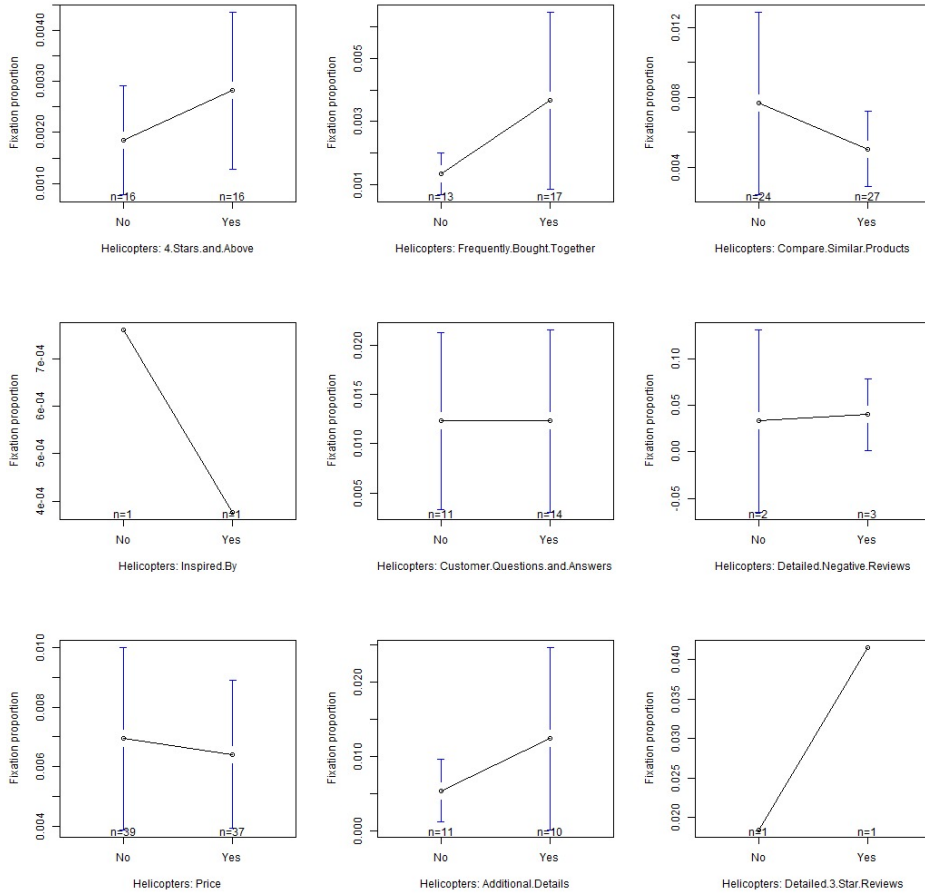 Fixation proportion
0.0010 0.0020 0.0030 0.0040
n=16 n=16
No Yes
Helicopters: 4.Stars.and.Above
Fixation proportion
0.001 0.003 0.005
n=13 n=17
No Yes
Helicopters: Frequently.Bought.Together
Fixation proportion
0.004 0.008 0.012
n=24 n=27
No Yes
Helicopters: Compare.Similar.Products
Fixation proportion
4e-04 5e-04 6e-04 7e-04
n=1 n=1
No Yes
Helicopters: Inspired.By
Fixation proportion
0.005 0.010 0.015 0.020
n=11 n=14
No Yes
Helicopters: Customer.Questions.and.Answers
Fixation proportion
-0.05 0.00 0.05 0.10
n=2 n=3
No Yes
Helicopters: Detailed.Negative.Reviews
Fixation proportion
0.004 0.006 0.008 0.010
n=39 n=37
No Yes
Helicopters: Price
Fixation proportion
0.000 0.010 0.020
n=11 n=10
No Yes
Helicopters: Additional.Details
Fixation proportion
0.020 0.025 0.030 0.035 0.040
n=1 n=1
No Yes
Helicopters: Detailed.3.Star.Reviews